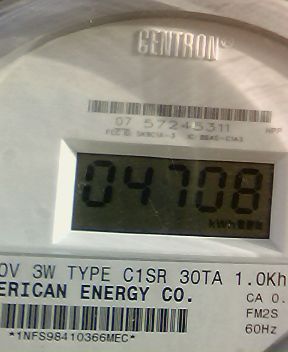 CENTRON®
07 57245311 HPP
04708
kWh
0V 3W TYPE C1SR 30TA 1.0Kh
ERICAN ENERGY CO. CA 0.
FM2S
*1NFS98410366MEC* 60Hz